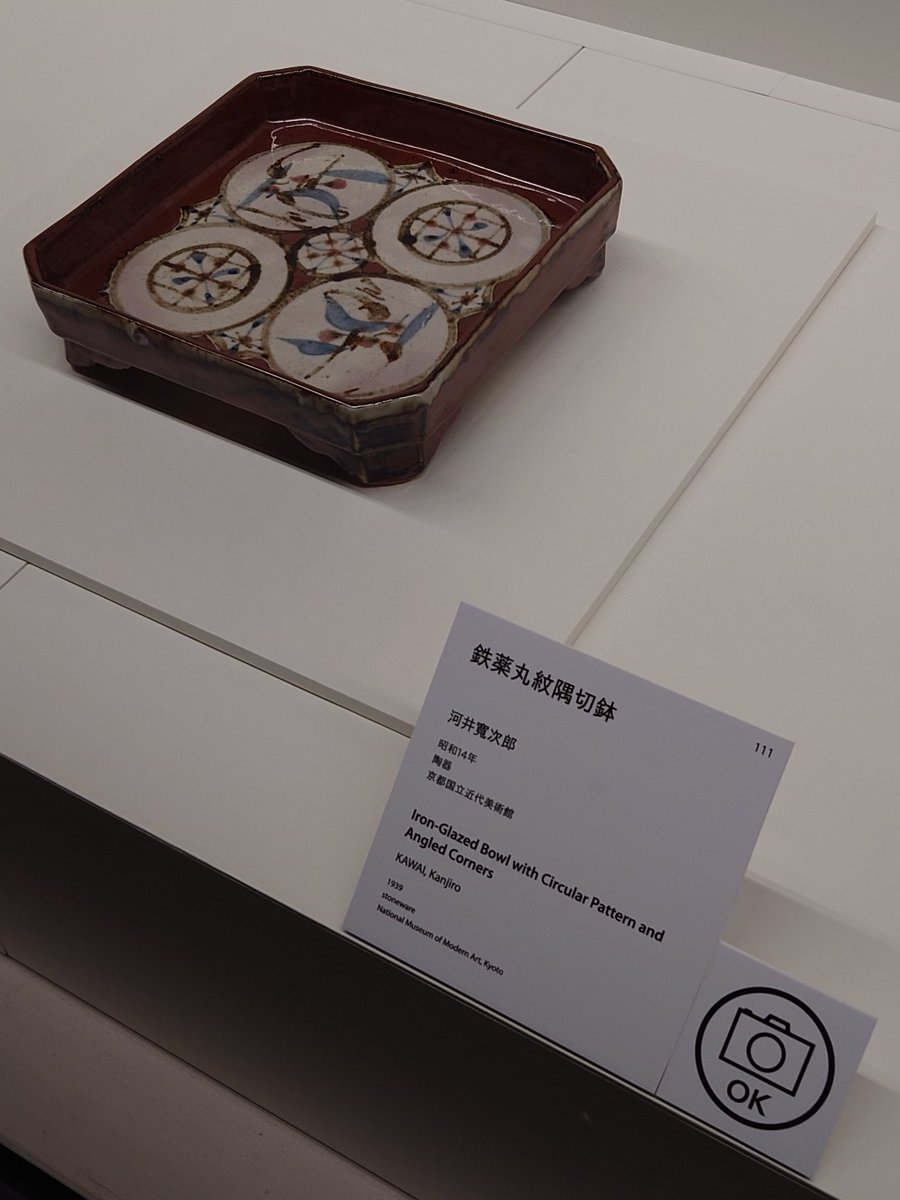 鉄薬丸紋隅切鉢
111
河井寬次郎
昭和14年
陶器
京都国立近代美術館
Iron-Glazed Bowl with Circular Pattern and
Angled Corners
KAWAI, Kanjiro
1939
stoneware
National Museum of Modern Art, Kyoto
OK